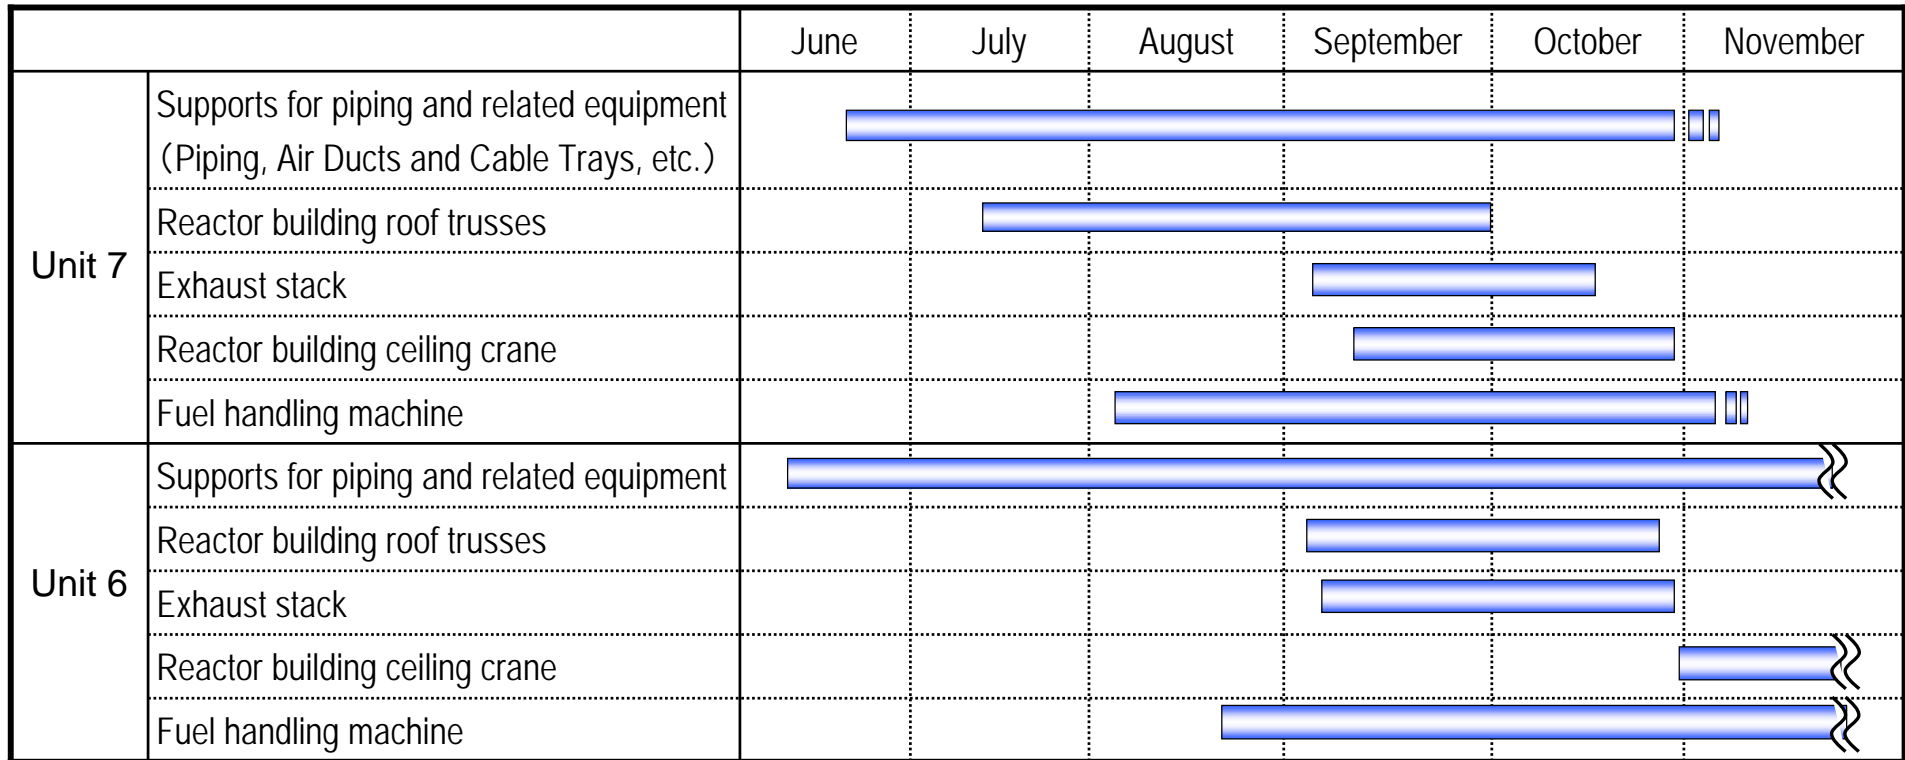 June July August September October November
Unit 7
Supports for piping and related equipment
（Piping, Air Ducts and Cable Trays, etc.）
Reactor building roof trusses
Exhaust stack
Reactor building ceiling crane
Fuel handling machine
Unit 6
Supports for piping and related equipment
Reactor building roof trusses
Exhaust stack
Reactor building ceiling crane
Fuel handling machine